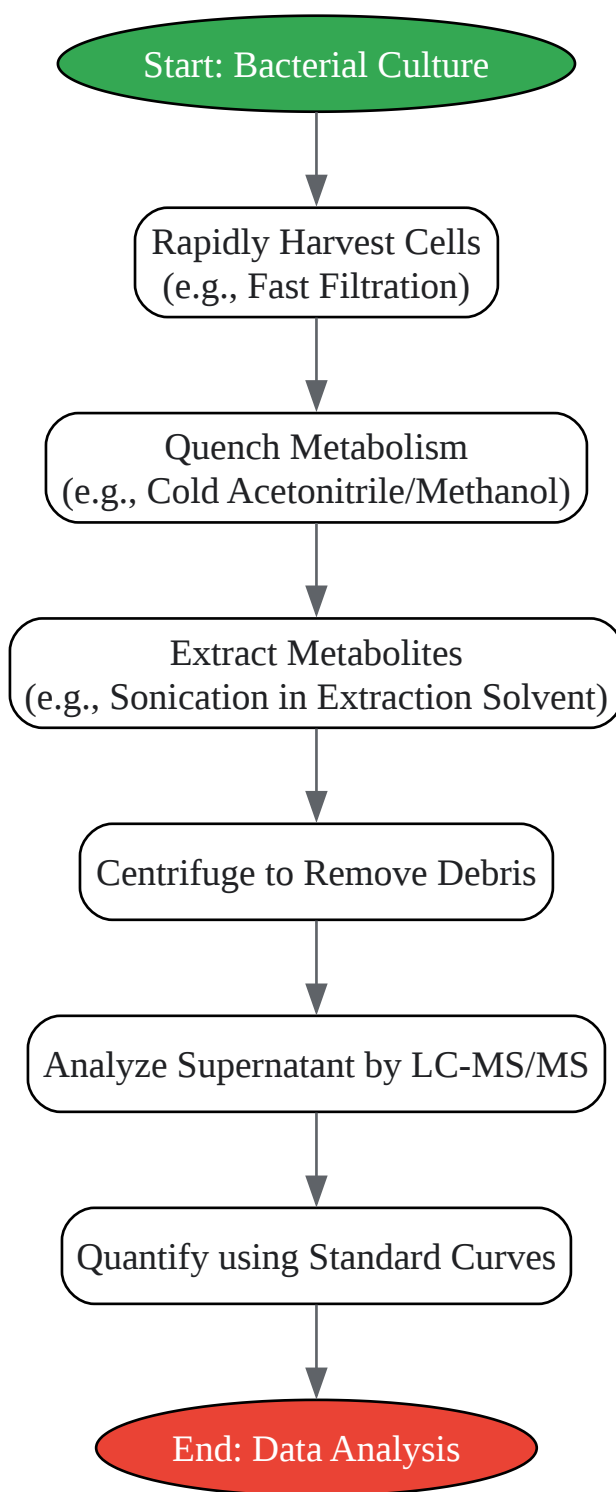 Start: Bacterial Culture
Rapidly Harvest Cells
(e.g., Fast Filtration)
Quench Metabolism
(e.g., Cold Acetonitrile/Methanol)
Extract Metabolites
(e.g., Sonication in Extraction Solvent)
Centrifuge to Remove Debris
Analyze Supernatant by LC-MS/MS
Quantify using Standard Curves
End: Data Analysis